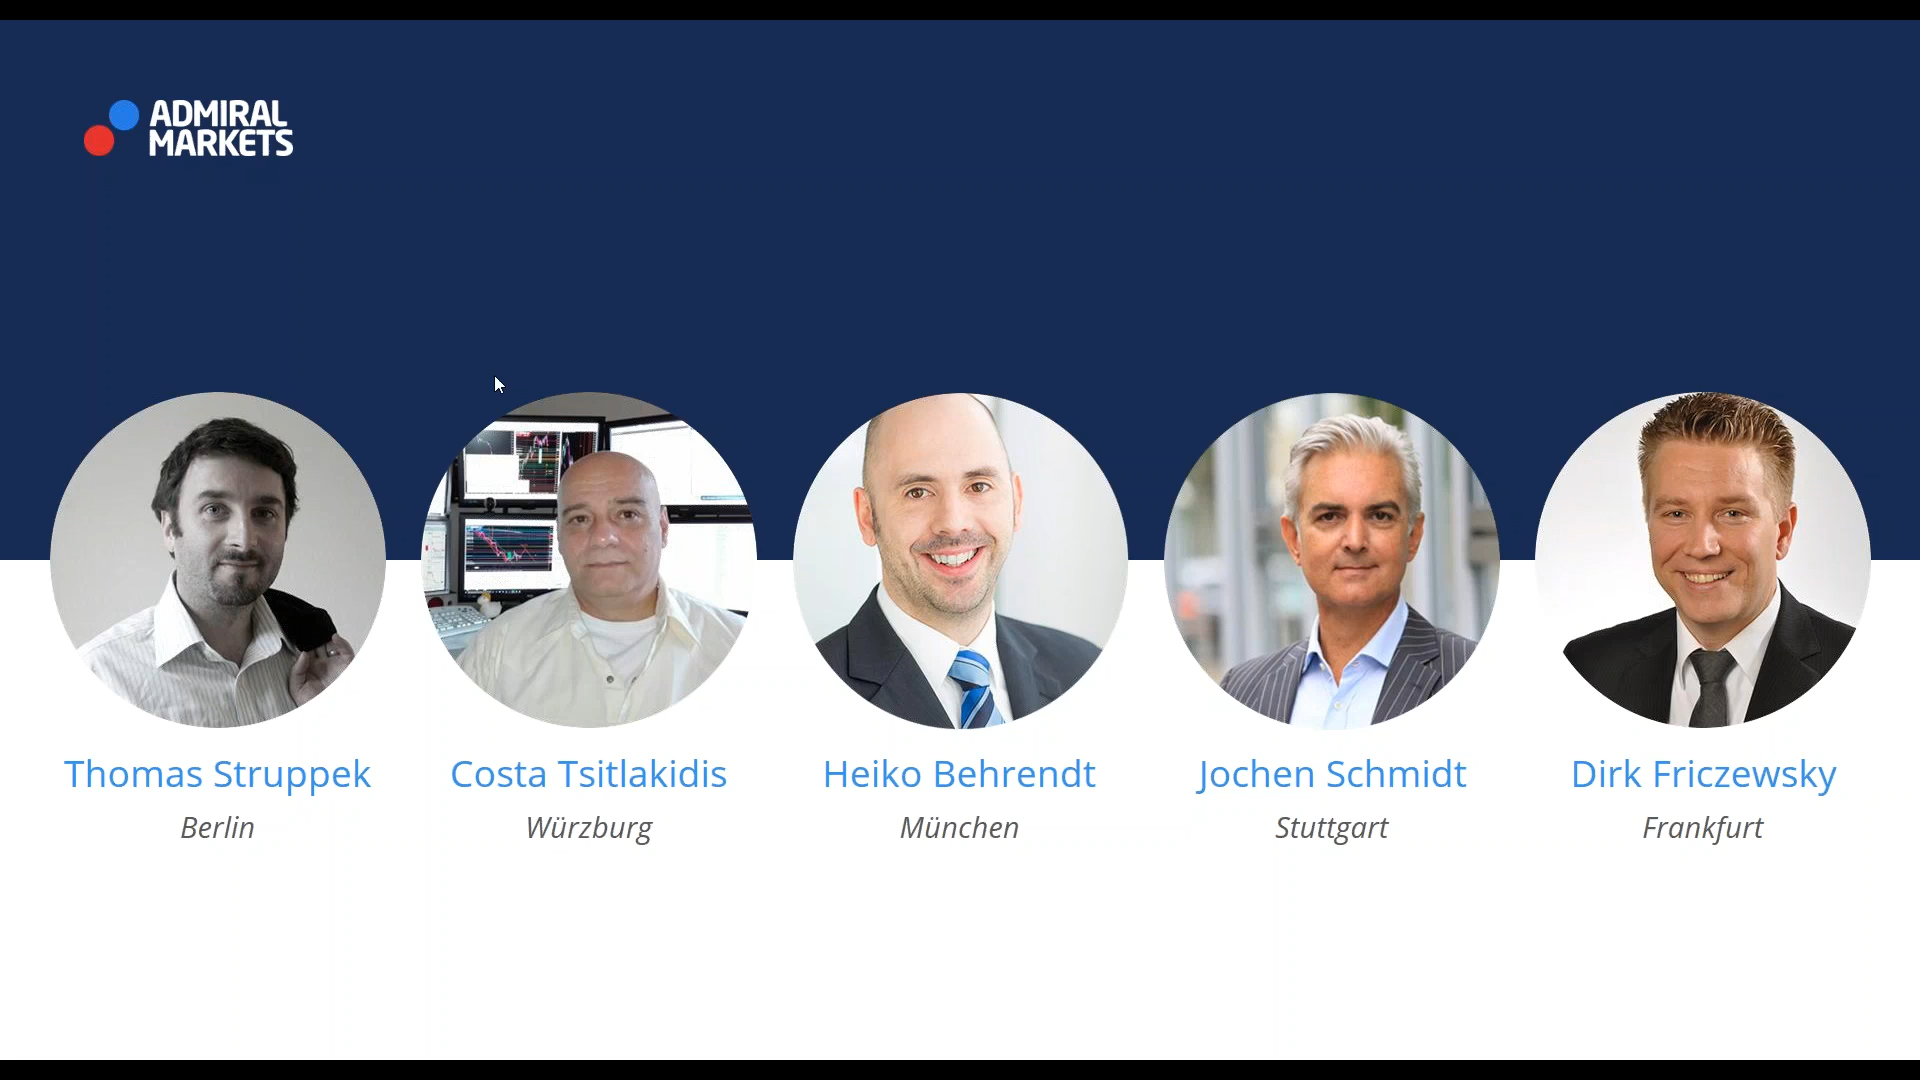 ADMIRAL
MARKETS
Thomas Struppek
Costa Tsitlakidis
Heiko Behrendt
Jochen Schmidt
Dirk Friczewsky
Berlin
Würzburg
München
Stuttgart
Frankfurt